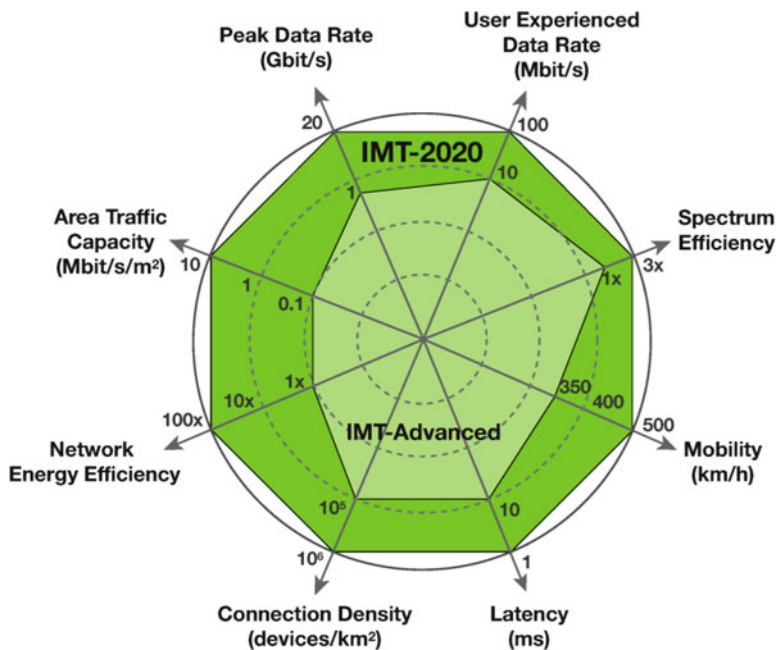 Peak Data Rate
(Gbit/s)
User Experienced
Data Rate
(Mbit/s)
20
100
IMT-2020
1
10
Area Traffic
Capacity
(Mbit/s/m²)
Spectrum
Efficiency
10
1
0.1
1x
3x
1x
10x
100x
350
400
500
Network
Energy Efficiency
IMT-Advanced
Mobility
(km/h)
10⁵
10
10⁶
1
Connection Density
(devices/km²)
Latency
(ms)